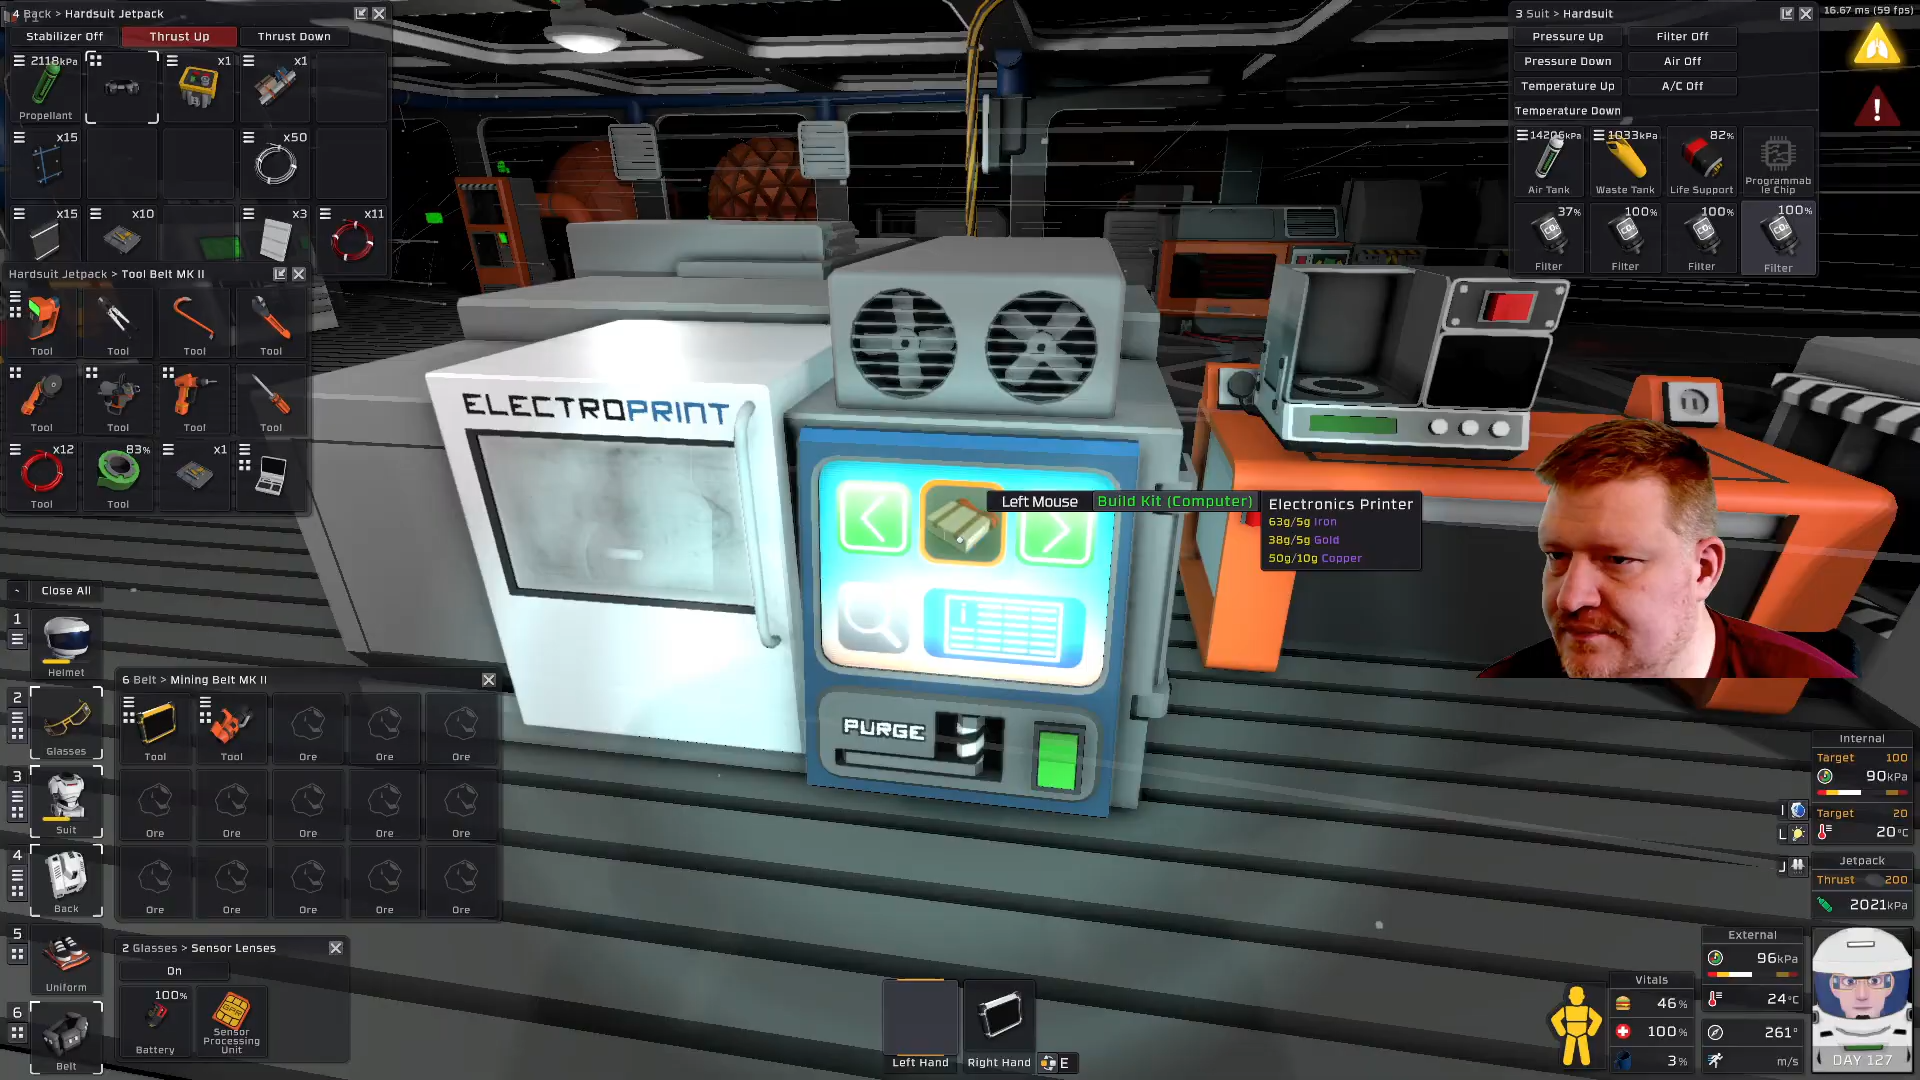 4 Back > Hardsuit Jetpack
Stabilizer Off
Thrust Up
Thrust Down
2118kPa
x1
x1
Propellant
x15
x50
x15
x10
x3
x11
Hardsuit Jetpack > Tool Belt MK II
Tool
Tool
Tool
Tool
Tool
Tool
Tool
Tool
x12
83%
x1
Tool
Tool
Tool
Tool
~
Close All
1
Helmet
2
Glasses
3
Suit
4
Back
5
Uniform
6
Belt
6 Belt > Mining Belt MK II
Tool
Tool
Ore
Ore
Ore
Ore
Ore
Ore
Ore
Ore
Ore
Ore
Ore
Ore
Ore
2 Glasses > Sensor Lenses
On
100%
Battery
Sensor
Processing
Unit
ELECTROPRINT
Left Mouse
Build Kit (Computer)
Electronics Printer
63g/5g Iron
38g/5g Gold
50g/10g Copper
PURGE
Left Hand
Right Hand
E
3 Suit > Hardsuit
Pressure Up
Filter Off
Pressure Down
Air Off
Temperature Up
A/C Off
Temperature Down
14206kPa
1033kPa
82%
Air Tank
Waste Tank
Life Support
Programmab
le Chip
37%
100%
100%
100%
Filter
Filter
Filter
Filter
16.67 ms (59 fps)
Internal
Target 100
90kPa
Target 20
20°C
I
L
J
Jetpack
Thrust 200
2021kPa
External
96kPa
24°C
261°
m/s
Vitals
46%
100%
3%
DAY 127